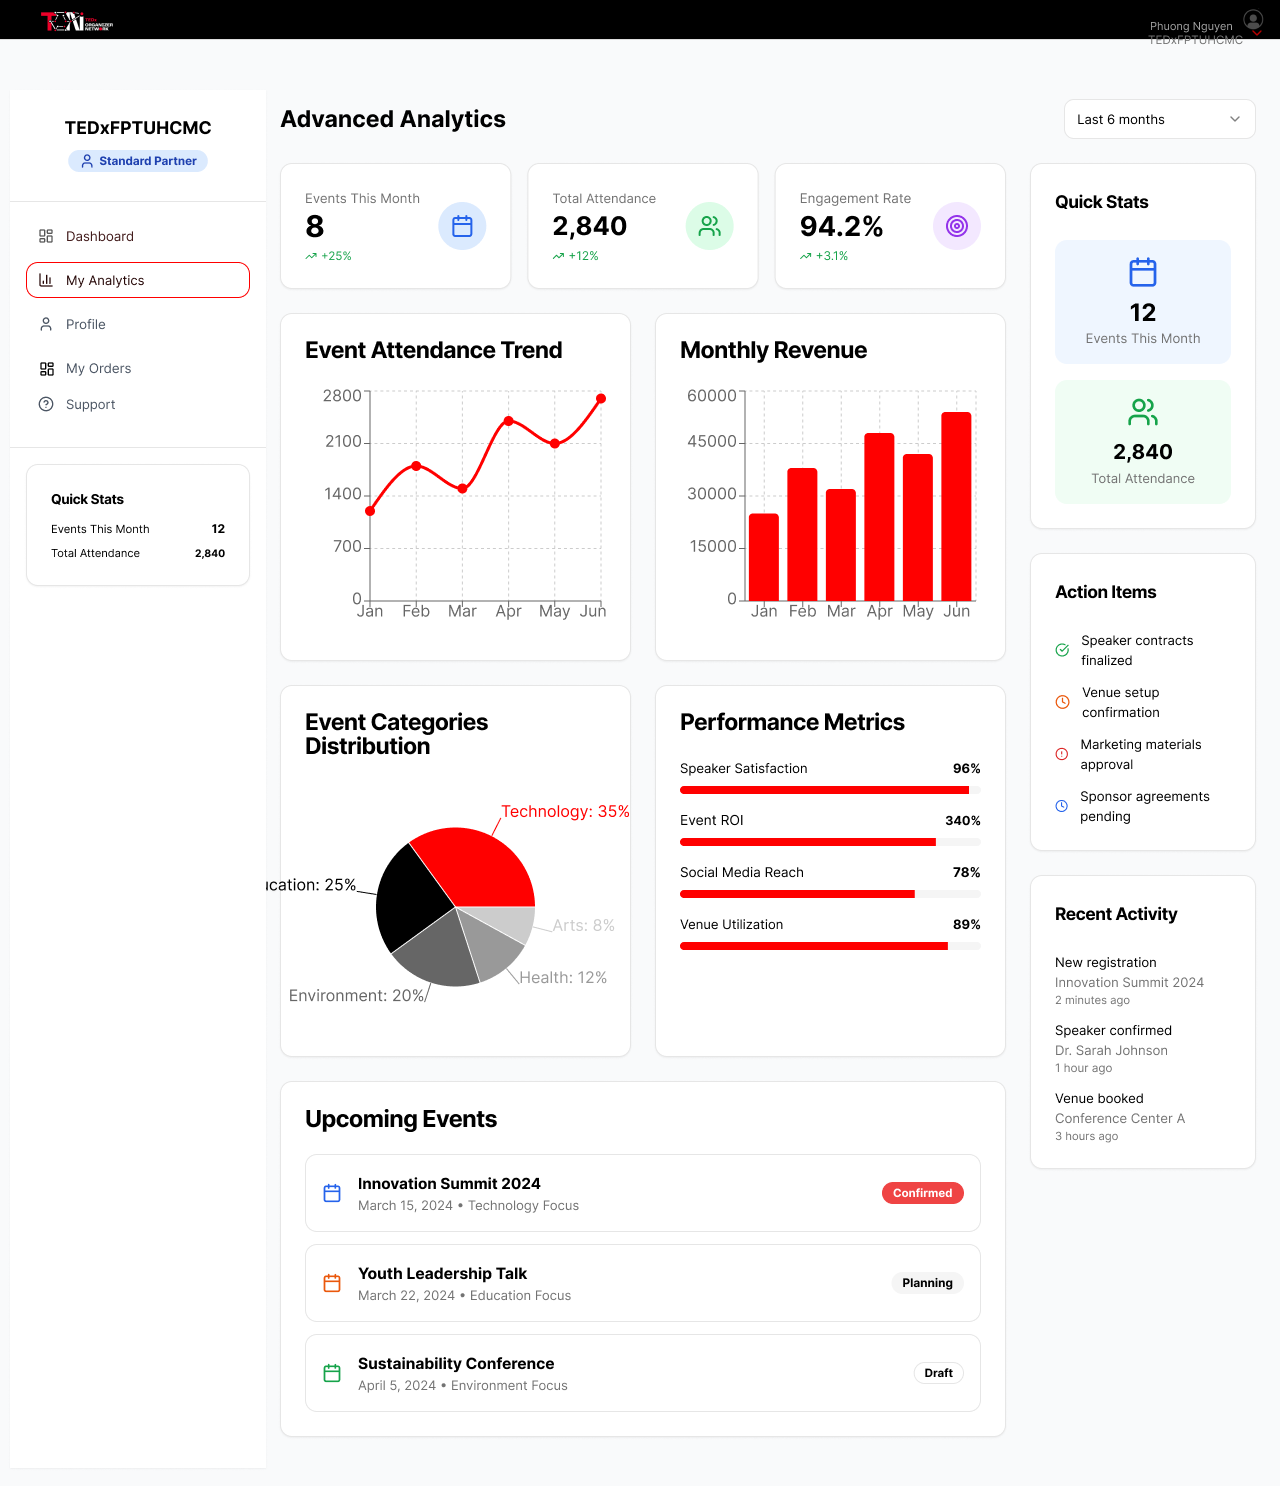 TEDx
ORGANIZER
NETWORK
Phuong Nguyen
TEDxFPTUHCMC
TEDxFPTUHCMC
Standard Partner
Dashboard
My Analytics
Profile
My Orders
Support
Quick Stats
Events This Month 12
Total Attendance 2,840
Advanced Analytics
Last 6 months
Events This Month
8
+25%
Total Attendance
2,840
+12%
Engagement Rate
94.2%
+3.1%
Event Attendance Trend
2800
2100
1400
700
0
Jan Feb Mar Apr May Jun
Monthly Revenue
60000
45000
30000
15000
0
Jan Feb Mar Apr May Jun
Event Categories
Distribution
Technology: 35%
ucation: 25%
Arts: 8%
Health: 12%
Environment: 20%
Performance Metrics
Speaker Satisfaction 96%
Event ROI 340%
Social Media Reach 78%
Venue Utilization 89%
Upcoming Events
Innovation Summit 2024
March 15, 2024 • Technology Focus
Confirmed
Youth Leadership Talk
March 22, 2024 • Education Focus
Planning
Sustainability Conference
April 5, 2024 • Environment Focus
Draft
Quick Stats
12
Events This Month
2,840
Total Attendance
Action Items
Speaker contracts
finalized
Venue setup
confirmation
Marketing materials
approval
Sponsor agreements
pending
Recent Activity
New registration
Innovation Summit 2024
2 minutes ago
Speaker confirmed
Dr. Sarah Johnson
1 hour ago
Venue booked
Conference Center A
3 hours ago